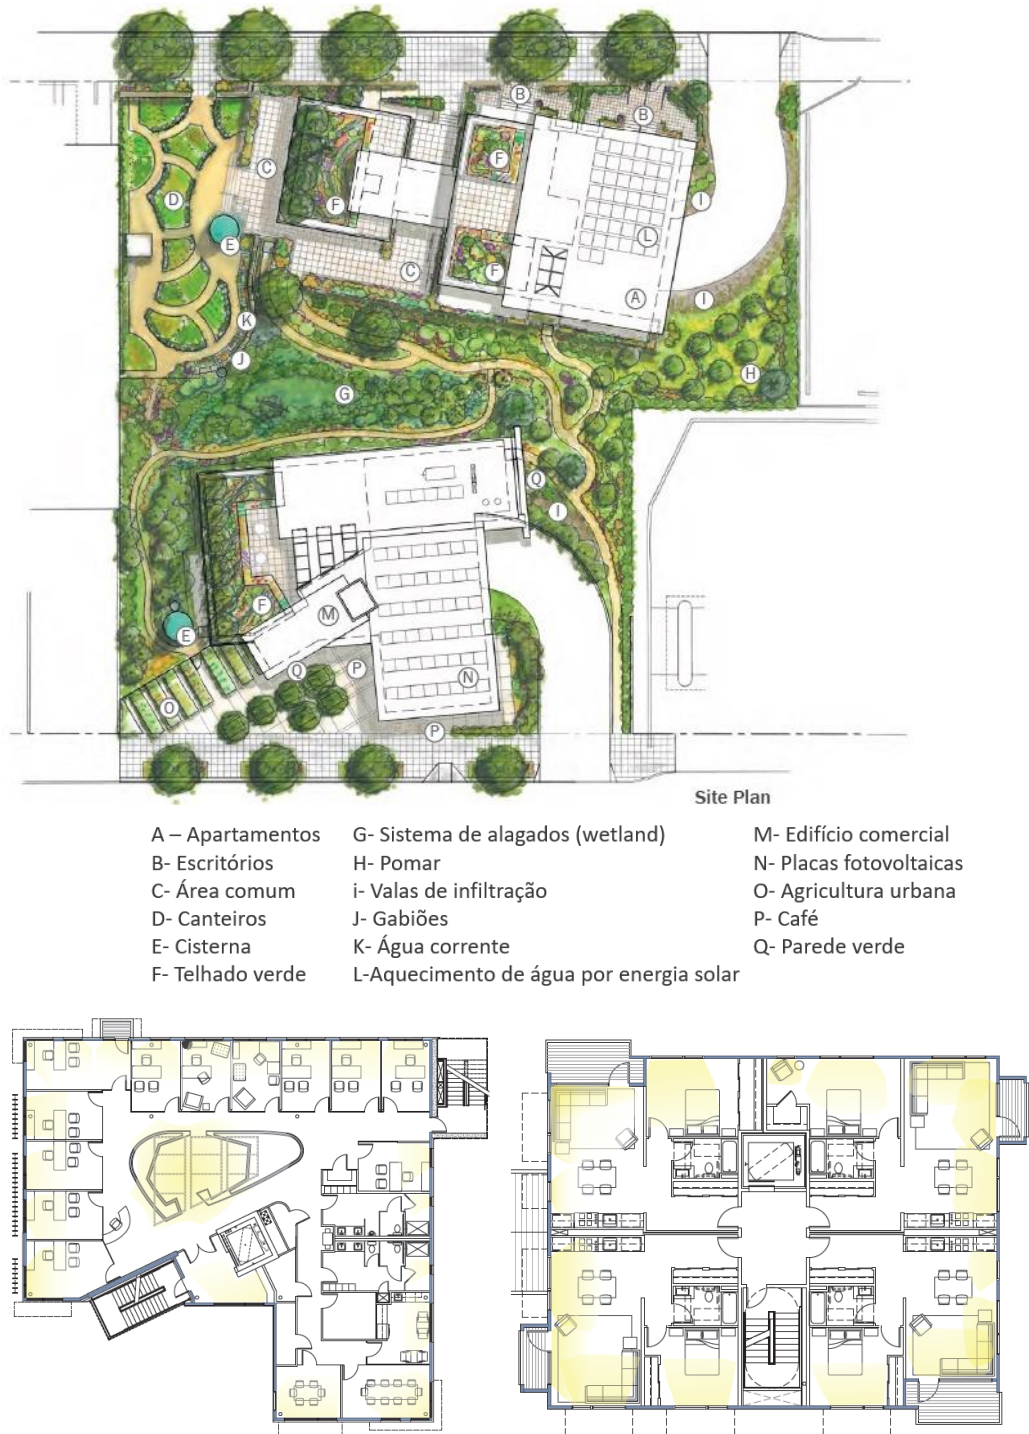 B
B
F
C
D
F
I
E
L
F
C
A
I
K
J
H
G
Q
I
F
M
E
Q
P
N
O
P
Site Plan
A – Apartamentos
B- Escritórios
C- Área comum
D- Canteiros
E- Cisterna
F- Telhado verde
G- Sistema de alagados (wetland)
H- Pomar
i- Valas de infiltração
J- Gabiões
K- Água corrente
L-Aquecimento de água por energia solar
M- Edifício comercial
N- Placas fotovoltaicas
O- Agricultura urbana
P- Café
Q- Parede verde